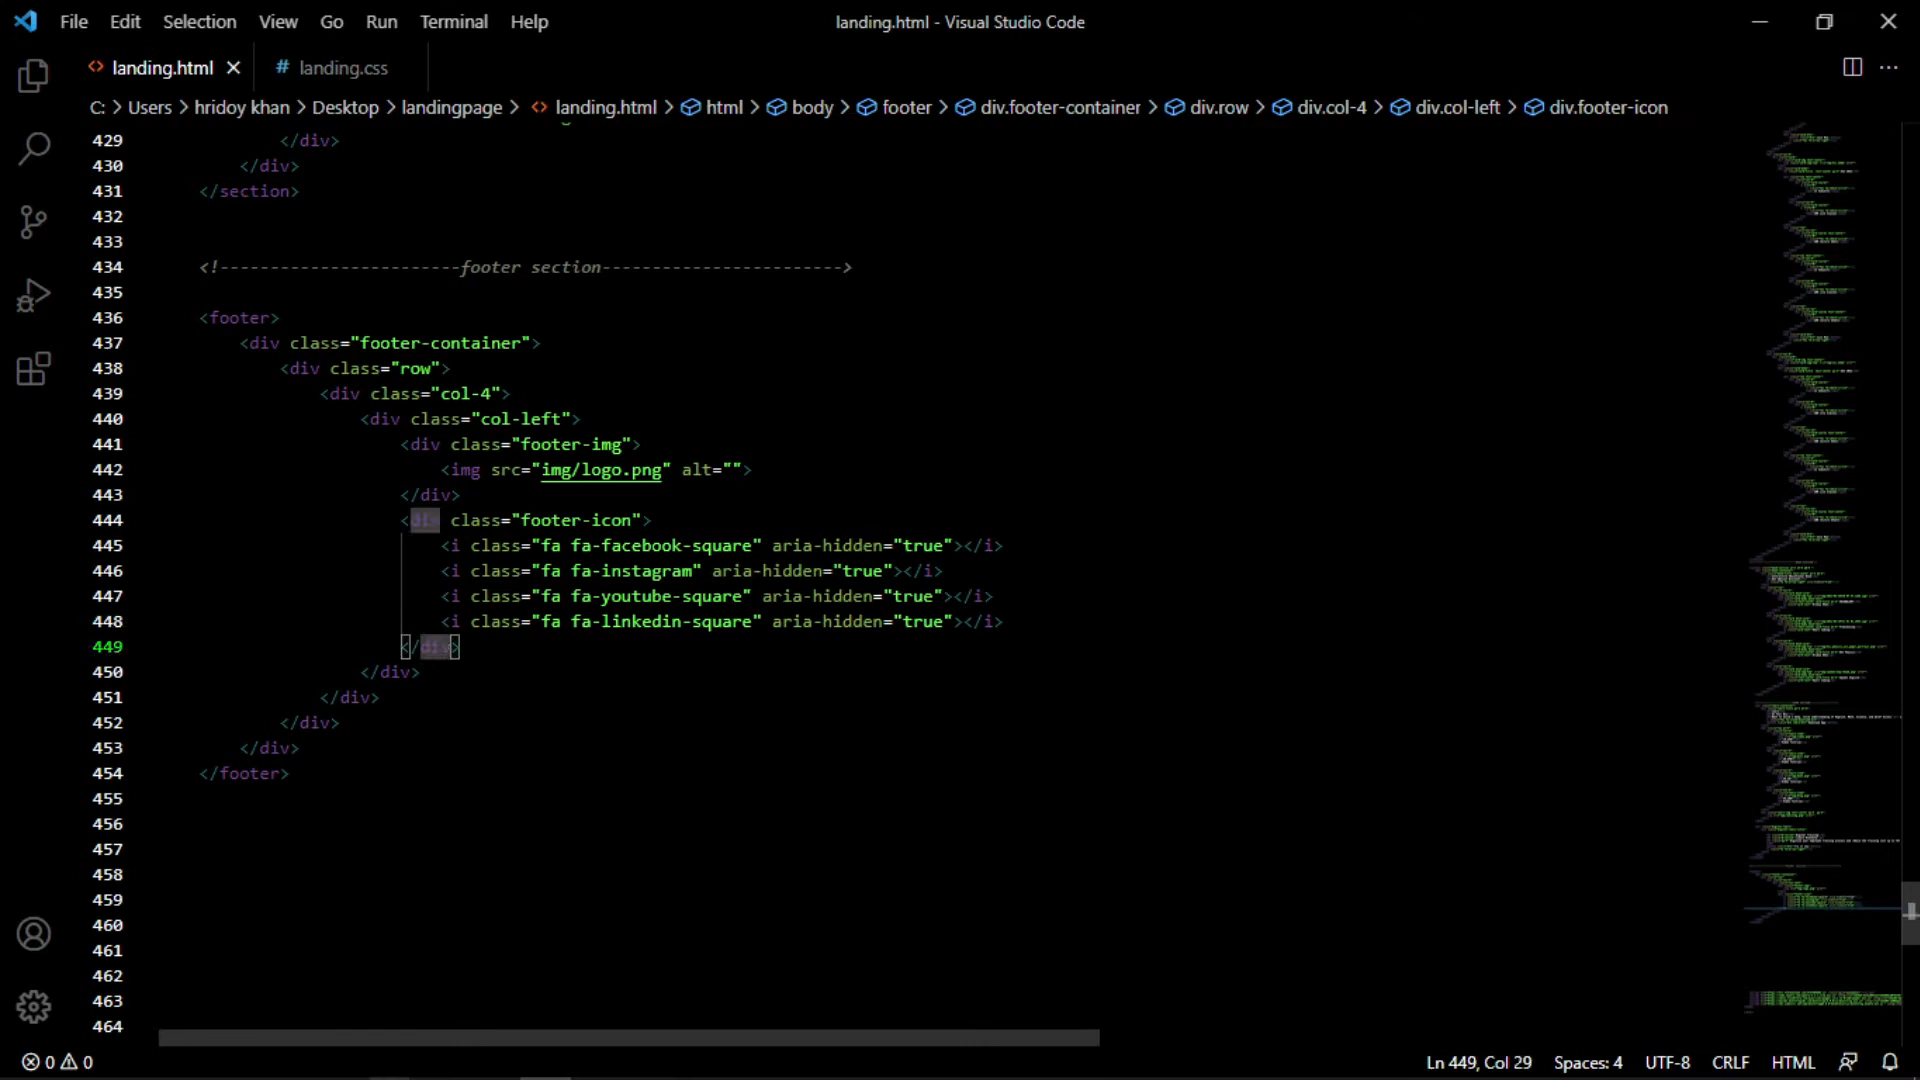 File Edit Selection View Go Run Terminal Help landing.html - Visual Studio Code
landing.html # landing.css
C: > Users > hridoy khan > Desktop > landingpage > landing.html > html > body > footer > div.footer-container > div.row > div.col-4 > div.col-left > div.footer-icon
429 </div>
430 </div>
431 </section>
432
433
434 <!------------------------footer section------------------------>
435
436 <footer>
437 <div class="footer-container">
438 <div class="row">
439 <div class="col-4">
440 <div class="col-left">
441 <div class="footer-img">
442 <img src="img/logo.png" alt="">
443 </div>
444 <div class="footer-icon">
445 <i class="fa fa-facebook-square" aria-hidden="true"></i>
446 <i class="fa fa-instagram" aria-hidden="true"></i>
447 <i class="fa fa-youtube-square" aria-hidden="true"></i>
448 <i class="fa fa-linkedin-square" aria-hidden="true"></i>
449 </div>
450 </div>
451 </div>
452 </div>
453 </div>
454 </footer>
455
456
457
458
459
460
461
462
463
464
0 0 Ln 449, Col 29 Spaces: 4 UTF-8 CRLF HTML